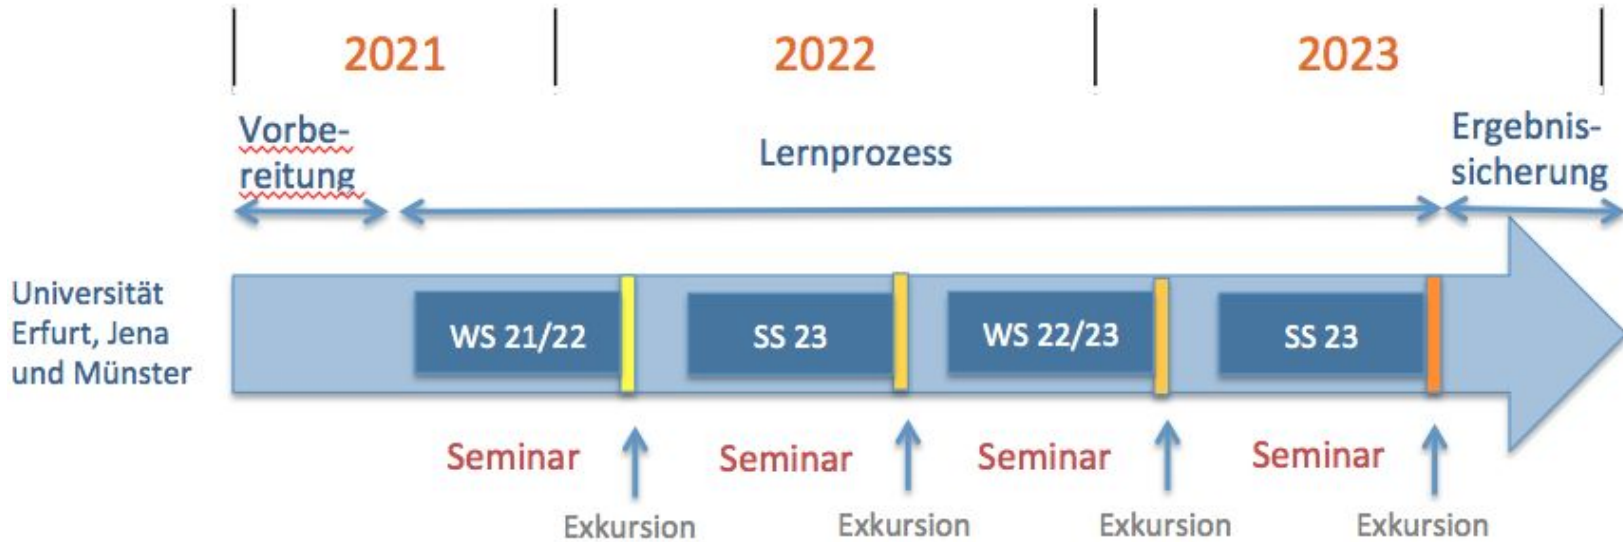 2021
2022
2023
Vorbe-
reitung
Lernprozess
Ergebnis-
sicherung
Universität
Erfurt, Jena
und Münster
WS 21/22
SS 23
WS 22/23
SS 23
Seminar
Seminar
Seminar
Seminar
Exkursion
Exkursion
Exkursion
Exkursion